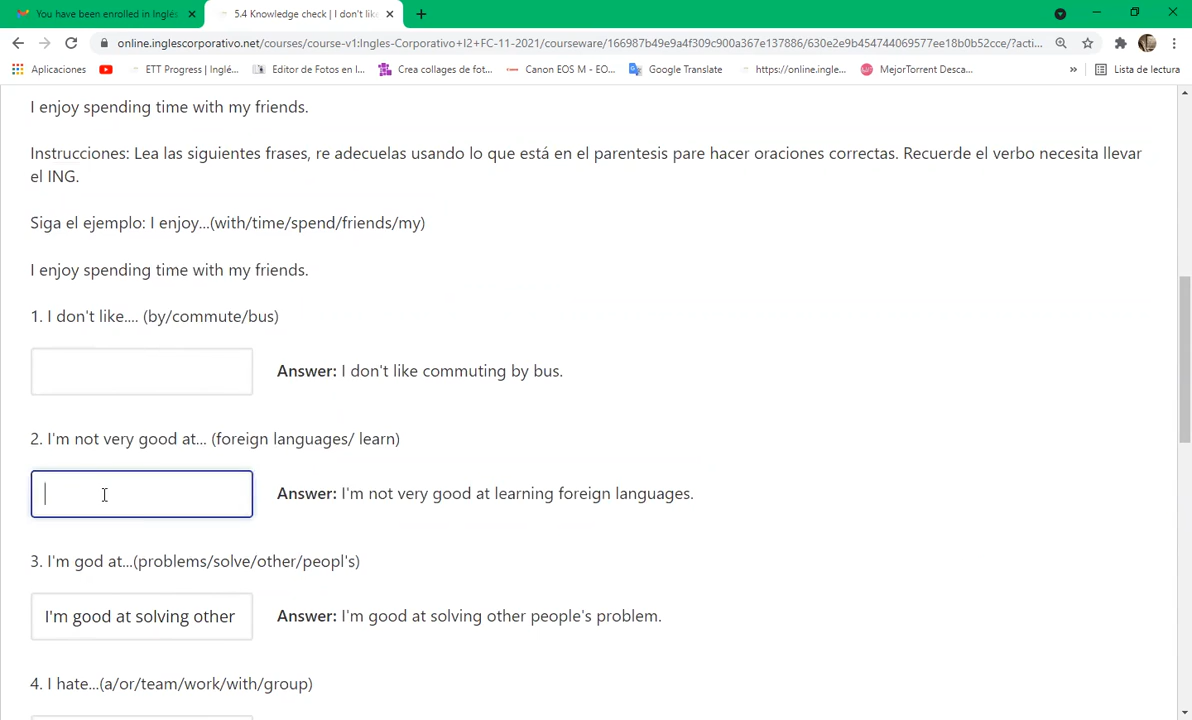 You have been enrolled in Inglés
5.4 Knowledge check | I don't like
online.inglescorporativo.net/courses/course-v1:Ingles-Corporativo+I2+FC-11-2021/courseware/166987b49e9a4f309c900a367e137886/630e2e9b454744069577ee18b0b52cce/?acti...
Aplicaciones
ETT Progress | Inglé...
Editor de Fotos en l...
Crea collages de fot...
Canon EOS M - EO...
Google Translate
https://online.ingle...
MejorTorrent Desca...
»
Lista de lectura
I enjoy spending time with my friends.
Instrucciones: Lea las siguientes frases, re adecuelas usando lo que está en el parentesis pare hacer oraciones correctas. Recuerde el verbo necesita llevar
el ING.
Siga el ejemplo: I enjoy...(with/time/spend/friends/my)
I enjoy spending time with my friends.
1. I don't like.... (by/commute/bus)
Answer: I don't like commuting by bus.
2. I'm not very good at... (foreign languages/ learn)
Answer: I'm not very good at learning foreign languages.
3. I'm god at...(problems/solve/other/peopl's)
I'm good at solving other
Answer: I'm good at solving other people's problem.
4. I hate...(a/or/team/work/with/group)